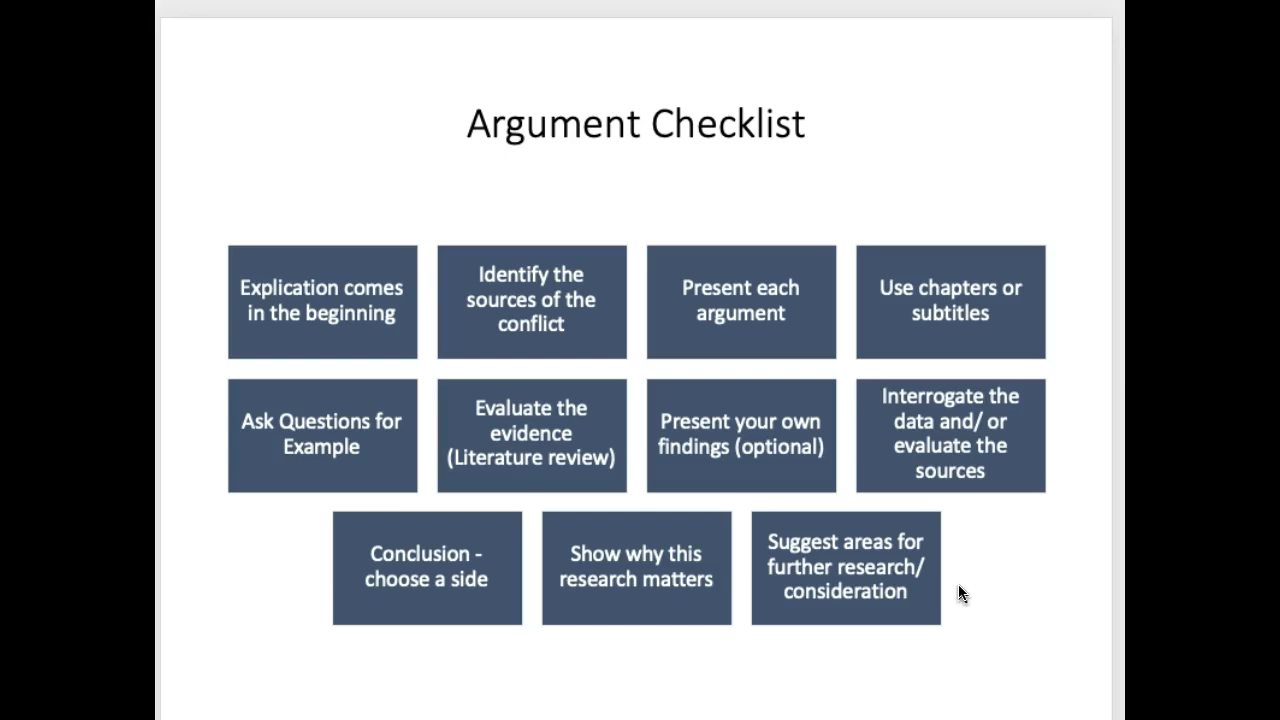 Argument Checklist
Explication comes
in the beginning
Identify the
sources of the
conflict
Present each
argument
Use chapters or
subtitles
Ask Questions for
Example
Evaluate the
evidence
(Literature review)
Present your own
findings (optional)
Interrogate the
data and/ or
evaluate the
sources
Conclusion -
choose a side
Show why this
research matters
Suggest areas for
further research/
consideration